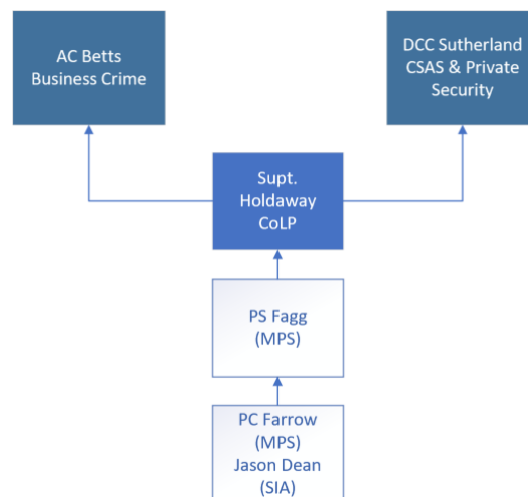 AC Betts
Business Crime
DCC Sutherland
CSAS & Private
Security
Supt.
Holdaway
CoLP
PS Fagg
(MPS)
PC Farrow
(MPS)
Jason Dean
(SIA)